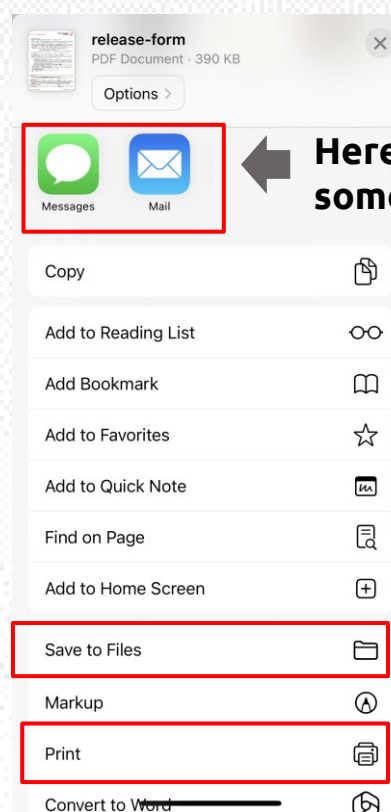 release-form
PDF Document · 390 KB
Options >
Here
some
Messages
Mail
Copy
Add to Reading List
Add Bookmark
Add to Favorites
Add to Quick Note
Find on Page
Add to Home Screen
Save to Files
Markup
Print
Convert to Word